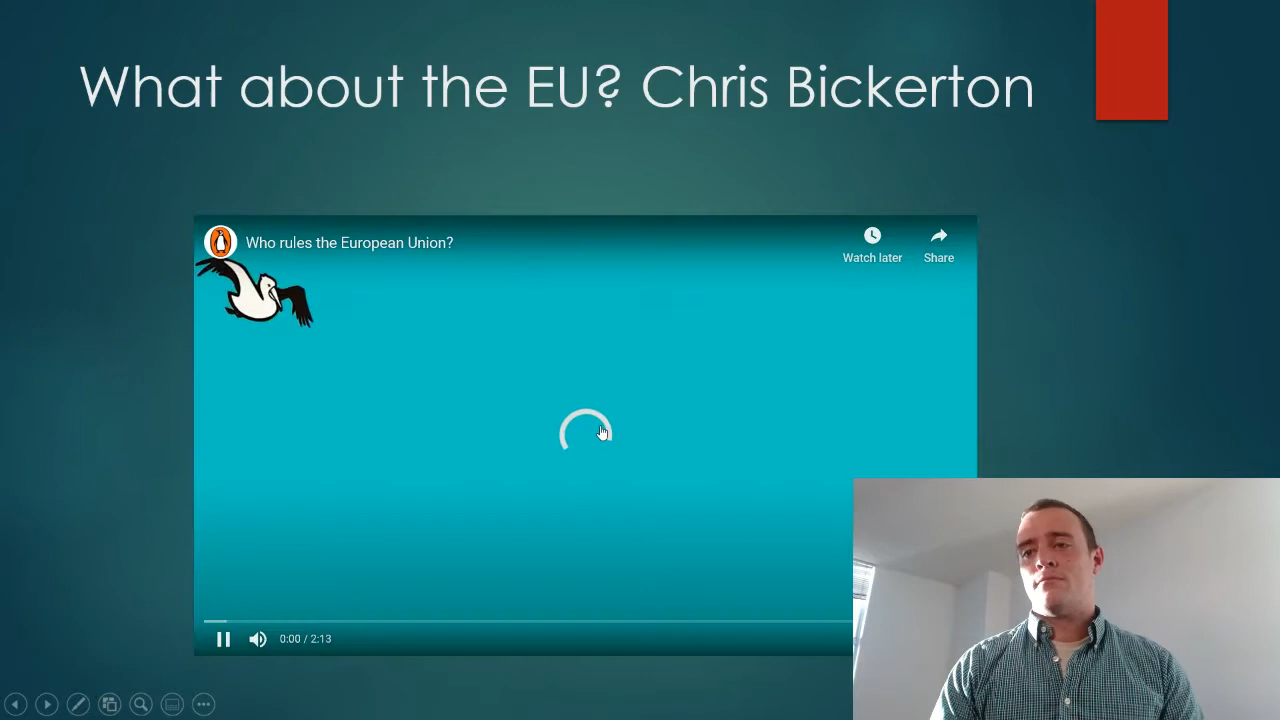 What about the EU? Chris Bickerton
Who rules the European Union?
Watch later
Share
0:00 / 2:13